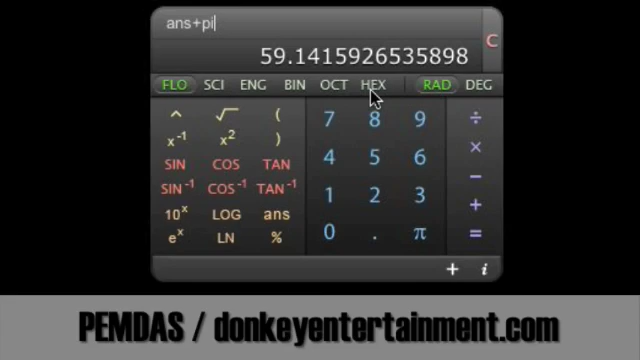 ans+pi
59.1415926535898
C
FLO SCI ENG BIN OCT HEX RAD DEG
^ √ ( 7 8 9 ÷
x⁻¹ x² ) 4 5 6 ×
SIN COS TAN 1 2 3 −
SIN⁻¹ COS⁻¹ TAN⁻¹ 0 . π +
10ˣ LOG ans =
eˣ LN %
+ i
PEMDAS / donkeyentertainment.com